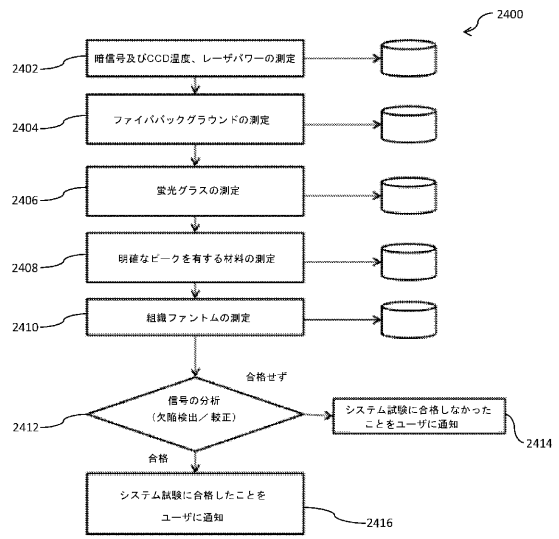 2400
2402
暗信号及びCCD温度、レーザパワーの測定
2404
ファイババックグラウンドの測定
2406
蛍光グラスの測定
2408
明確なピークを有する材料の測定
2410
組織ファントムの測定
合格せず
2412
信号の分析
(欠陥検出/較正)
システム試験に合格しなかった
ことをユーザに通知
2414
合格
システム試験に合格したことを
ユーザに通知
2416